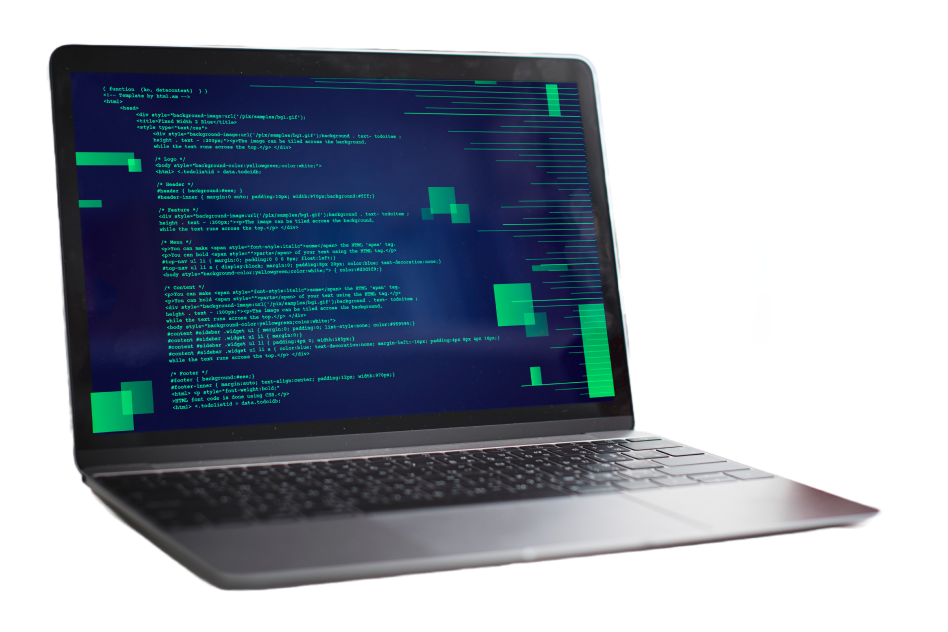 { function (ko, datacontext) } }
<!-- Template by html.am -->
<html>
<head>
<div style="background-image:url('/pix/samples/bg1.gif');
<title>Fixed Width 2 Blue</title>
<style type="text/css">
<div style="background-image:url('/pix/samples/bg1.gif');background . text- todoitem ;
height . text - :200px;"><p>The image can be tiled across the background,
while the text runs across the top.</p> </div>
/* Logo */
<body style="background-color:yellowgreen;color:white;">
<html> <.todolistid > data.todoidb;
/* Header */
#header { background:#eee; }
#header-inner { margin:0 auto; padding:10px; width:970px;background:#fff;}
/* Feature */
<div style="background-image:url('/pix/samples/bg1.gif');background . text- todoitem ;
height . text - :200px;"><p>The image can be tiled across the background,
while the text runs across the top.</p> </div>
/* Menu */
<p>You can make <span style="font-style:italic">some</span> the HTML 'span' tag.
<p>You can bold <span style="">parts</span> of your text using the HTML tag.</p>
#top-nav ul li { margin:0; padding:0 0 0 8px; float:left;}
#top-nav ul li a { display:block; margin:0; padding:8px 20px; color:blue; text-decoration:none;}
<body style="background-color:yellowgreen;color:white;"> { color:#d3d3f9;}
/* Content */
<p>You can make <span style="font-style:italic">some</span> the HTML 'span' tag.
<p>You can bold <span style="">parts</span> of your text using the HTML tag.</p>
<div style="background-image:url('/pix/samples/bg1.gif');background . text- todoitem ;
height . text - :200px;"><p>The image can be tiled across the background,
while the text runs across the top.</p> </div>
<body style="background-color:yellowgreen;color:white;">
#content #sidebar .widget ul { margin:0; padding:0; list-style:none; color:#959595;}
#content #sidebar .widget ul li { margin:0;}
#content #sidebar .widget ul li { padding:4px 0; width:185px;}
#content #sidebar .widget ul li a { color:blue; text-decoration:none; margin-left:-16px; padding:4px 8px 4px 16px;}
while the text runs across the top.</p> </div>
/* Footer */
#footer { background:#eee;}
#footer-inner { margin:auto; text-align:center; padding:12px; width:970px;}
<html> <p style="font-weight:bold;"
>HTML font code is done using CSS.</p>
<html> <.todolistid > data.todoidb;